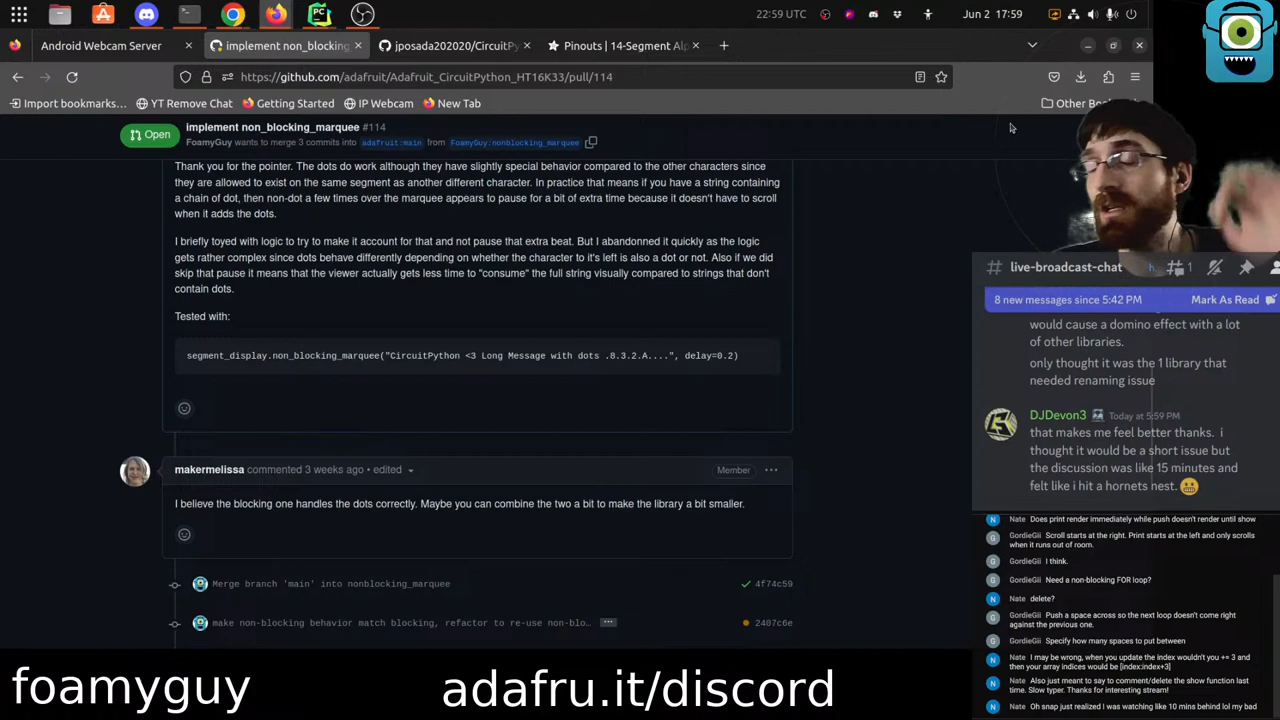 22:59 UTC
Jun 2 17:59
Android Webcam Server
implement non_blocking
jposada202020/CircuitPy
Pinouts | 14-Segment Alp
https://github.com/adafruit/Adafruit_CircuitPython_HT16K33/pull/114
Import bookmarks...
YT Remove Chat
Getting Started
IP Webcam
New Tab
Other Bo
Open
implement non_blocking_marquee #114
FoamyGuy wants to merge 3 commits into adafruit:main from FoamyGuy:nonblocking_marquee
Thank you for the pointer. The dots do work although they have slightly special behavior compared to the other characters since
they are allowed to exist on the same segment as another different character. In practice that means if you have a string containing
a chain of dot, then non-dot a few times over the marquee appears to pause for a bit of extra time because it doesn't have to scroll
when it adds the dots.
I briefly toyed with logic to try to make it account for that and not pause that extra beat. But I abandonned it quickly as the logic
gets rather complex since dots behave differently depending on whether the character to it's left is also a dot or not. Also if we did
skip that pause it means that the viewer actually gets less time to "consume" the full string visually compared to strings that don't
contain dots.
Tested with:
segment_display.non_blocking_marquee("CircuitPython <3 Long Message with dots .8.3.2.A....", delay=0.2)
makermelissa commented 3 weeks ago • edited
Member
I believe the blocking one handles the dots correctly. Maybe you can combine the two a bit to make the library a bit smaller.
Merge branch 'main' into nonblocking_marquee
4f74c59
make non-blocking behavior match blocking, refactor to re-use non-blo...
2407c6e
# live-broadcast-chat
1
8 new messages since 5:42 PM
Mark As Read
would cause a domino effect with a lot
of other libraries.
only thought it was the 1 library that
needed renaming issue
DJDevon3 Today at 5:59 PM
that makes me feel better thanks. i
thought it would be a short issue but
the discussion was like 15 minutes and
felt like i hit a hornets nest.
N Nate Does print render immediately while push doesn't render until show
G GordieGii Scroll starts at the right. Print starts at the left and only scrolls
when it runs out of room.
G GordieGii I think.
G GordieGii Need a non-blocking FOR loop?
N Nate delete?
G GordieGii Push a space across so the next loop doesn't come right
against the previous one.
G GordieGii Specify how many spaces to put between
N Nate I may be wrong, when you update the index wouldn't you += 3 and
then your array indices would be [index:index+3]
N Nate Also just meant to say to comment/delete the show function last
time. Slow typer. Thanks for interesting stream!
N Nate Oh snap just realized I was watching like 10 mins behind lol my bad
foamyguy
adafru.it/discord